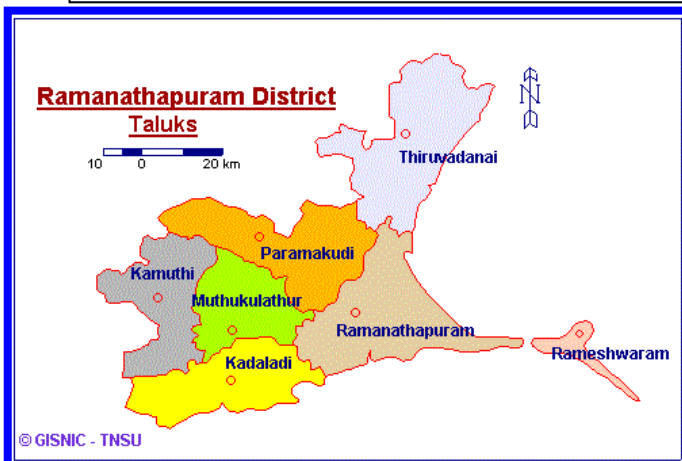 Ramanathapuram District
Taluks
10 0 20 km
N
Thiruvadanai
Paramakudi
Kamuthi
Muthukulathur
Ramanathapuram
Rameshwaram
Kadaladi
© GISNIC - TNSU